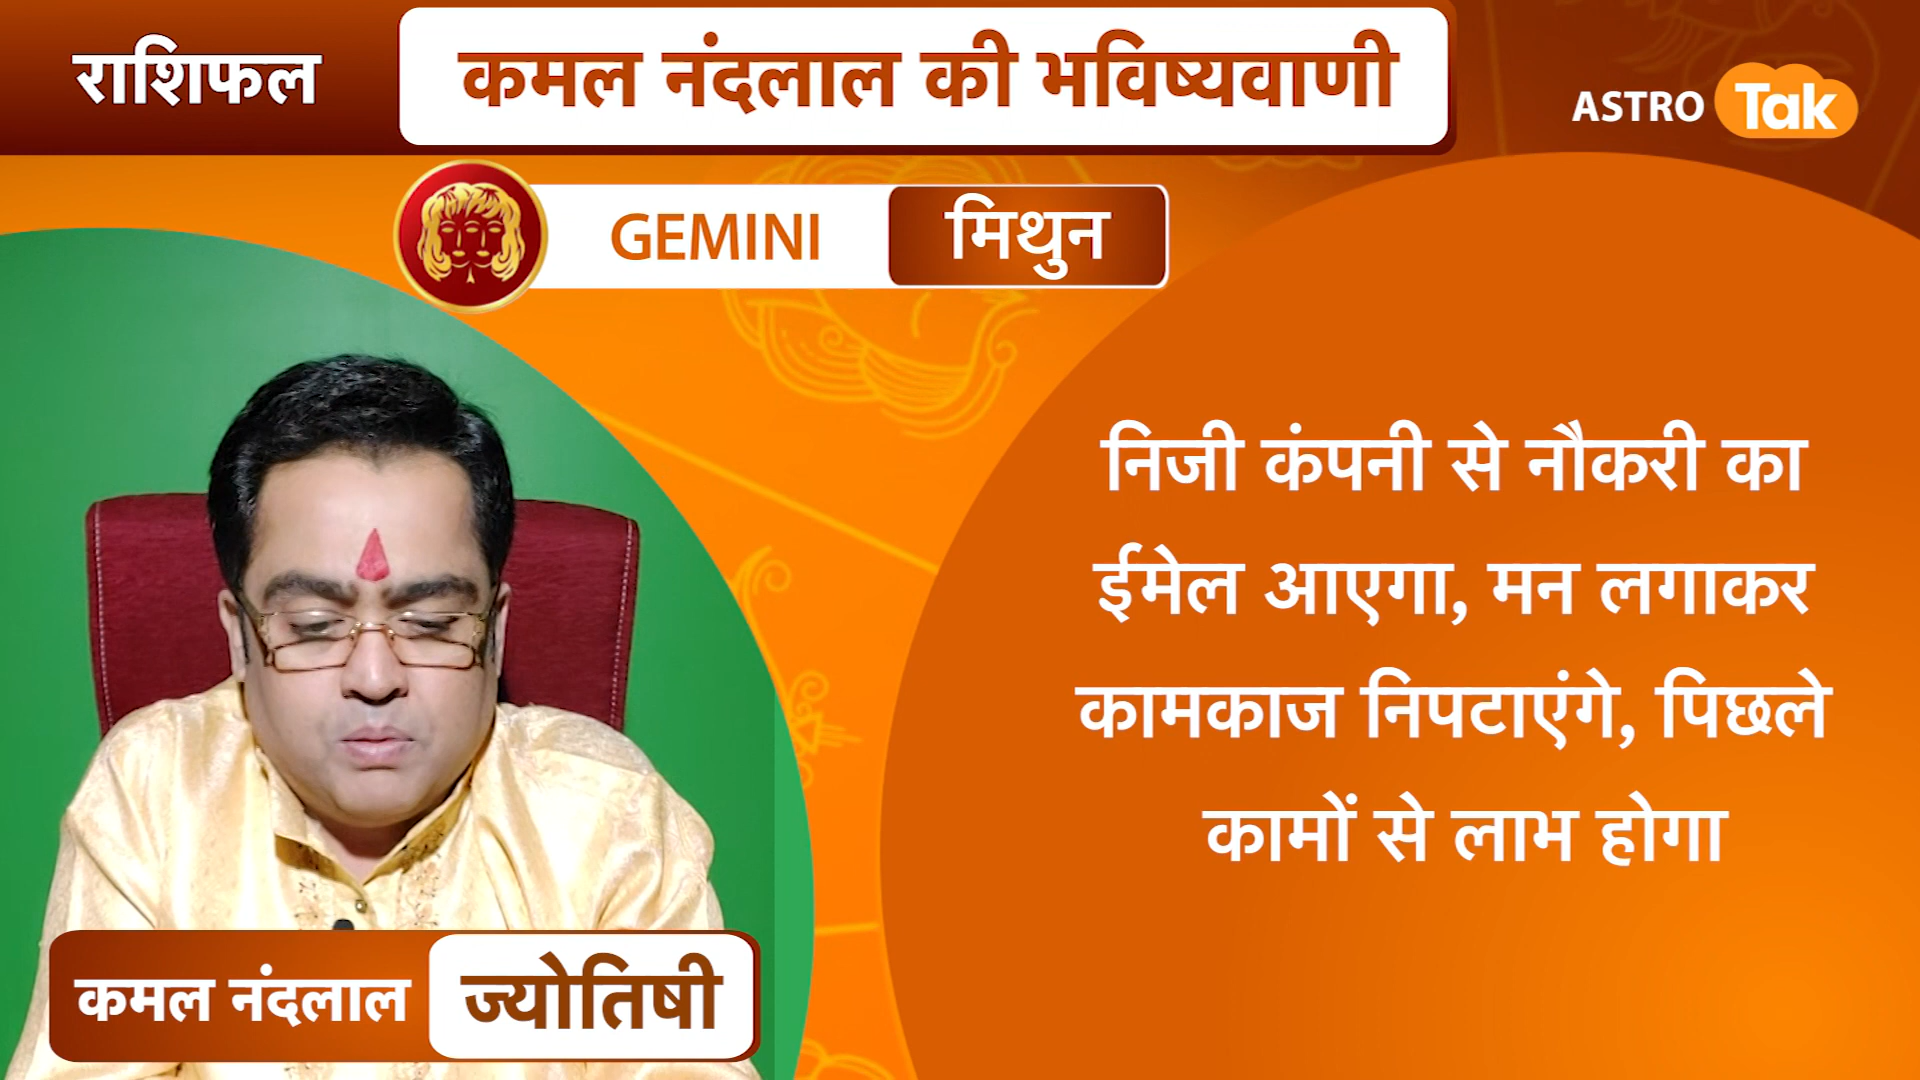 राशिफल
कमल नंदलाल की भविष्यवाणी
ASTRO Tak
GEMINI मिथुन
निजी कंपनी से नौकरी का
ईमेल आएगा, मन लगाकर
कामकाज निपटाएंगे, पिछले
कामों से लाभ होगा
कमल नंदलाल ज्योतिषी